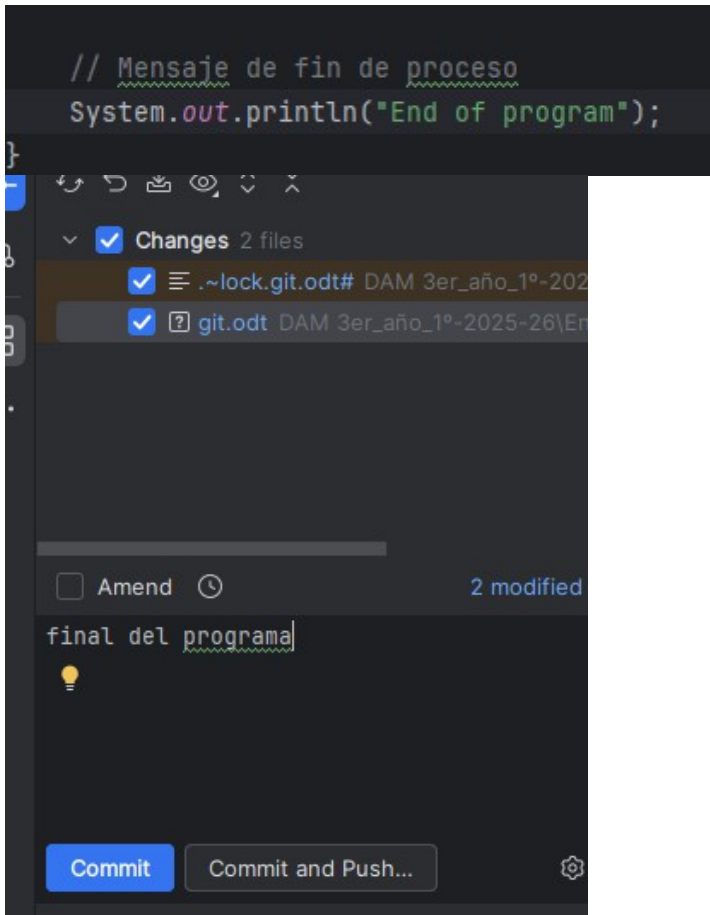 // Mensaje de fin de proceso
System.out.println("End of program");
}
Changes 2 files
.~lock.git.odt# DAM 3er_año_1º-202
git.odt DAM 3er_año_1º-2025-26\En
Amend 2 modified
final del programa
Commit Commit and Push...